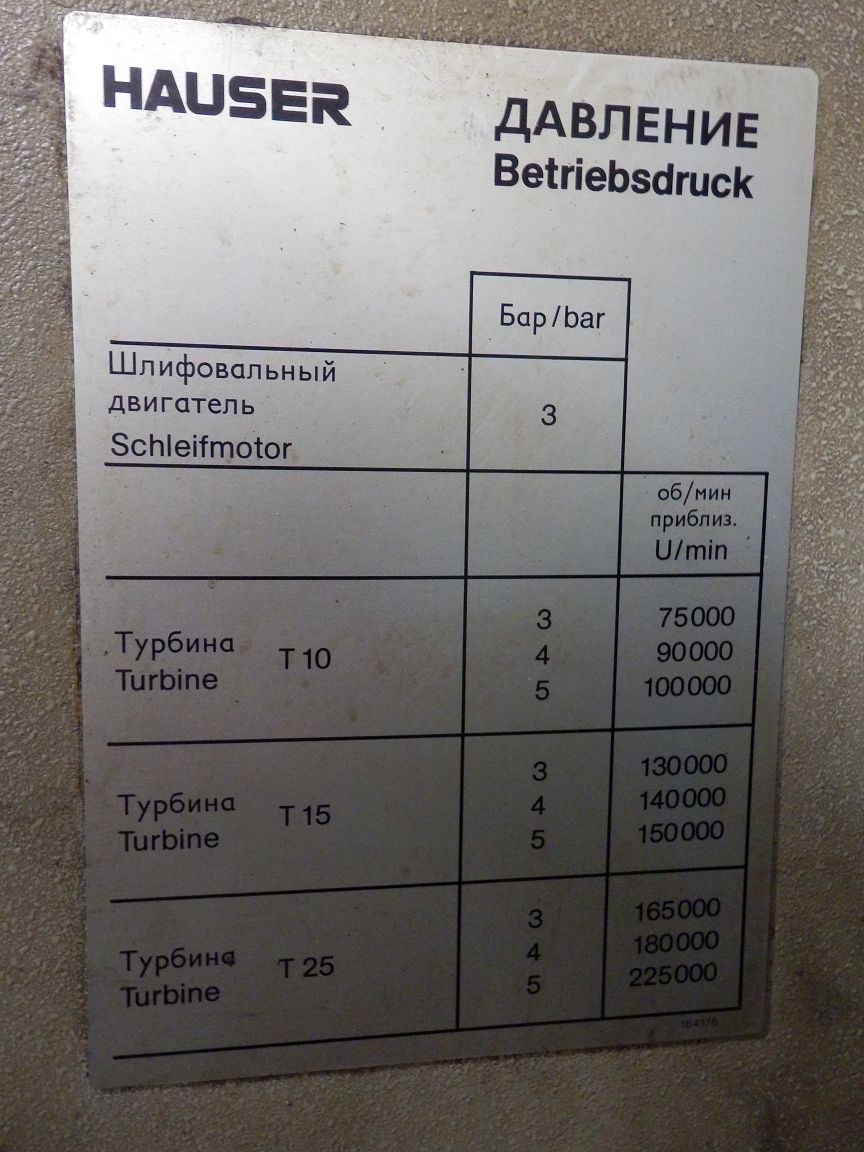 HAUSER
ДАВЛЕНИЕ
Betriebsdruck
Бар/bar
Шлифовальный
двигатель
Schleifmotor
3
об/мин
приблиз.
U/min
Турбина
Turbine
T 10
3 75000
4 90000
5 100000
Турбина
Turbine
T 15
3 130000
4 140000
5 150000
Турбина
Turbine
T 25
3 165000
4 180000
5 225000
164176